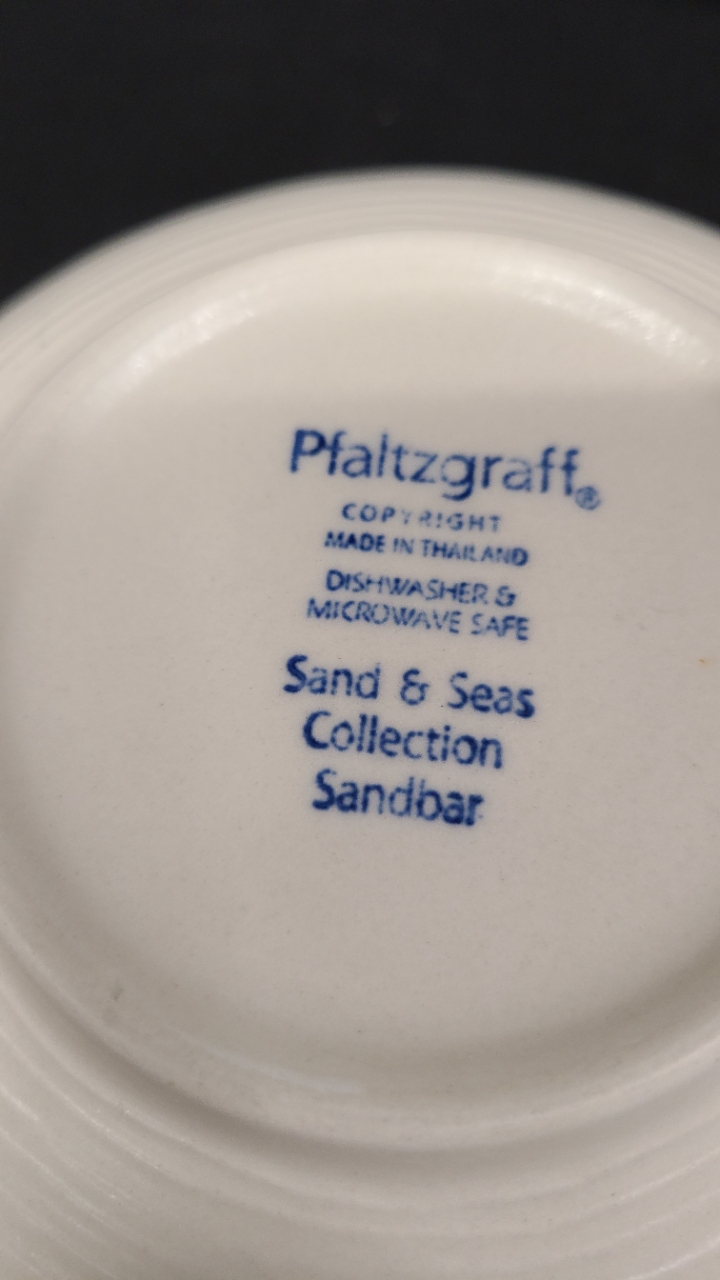 Pfaltzgraff®
COPYRIGHT
MADE IN THAILAND
DISHWASHER &
MICROWAVE SAFE
Sand & Seas
Collection
Sandbar